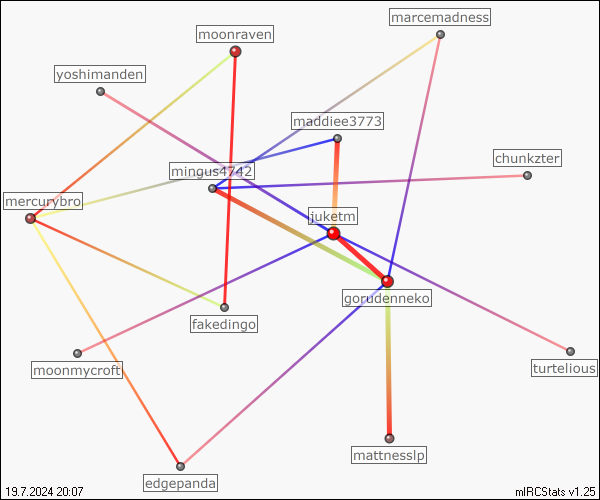 marcemadness
moonraven
yoshimanden
maddiee3773
chunkzter
mingus4742
mercurybro
juketm
gorudenneko
fakedingo
moonmycroft
turtelious
mattnesslp
edgepanda
19.7.2024 20:07
mIRCStats v1.25